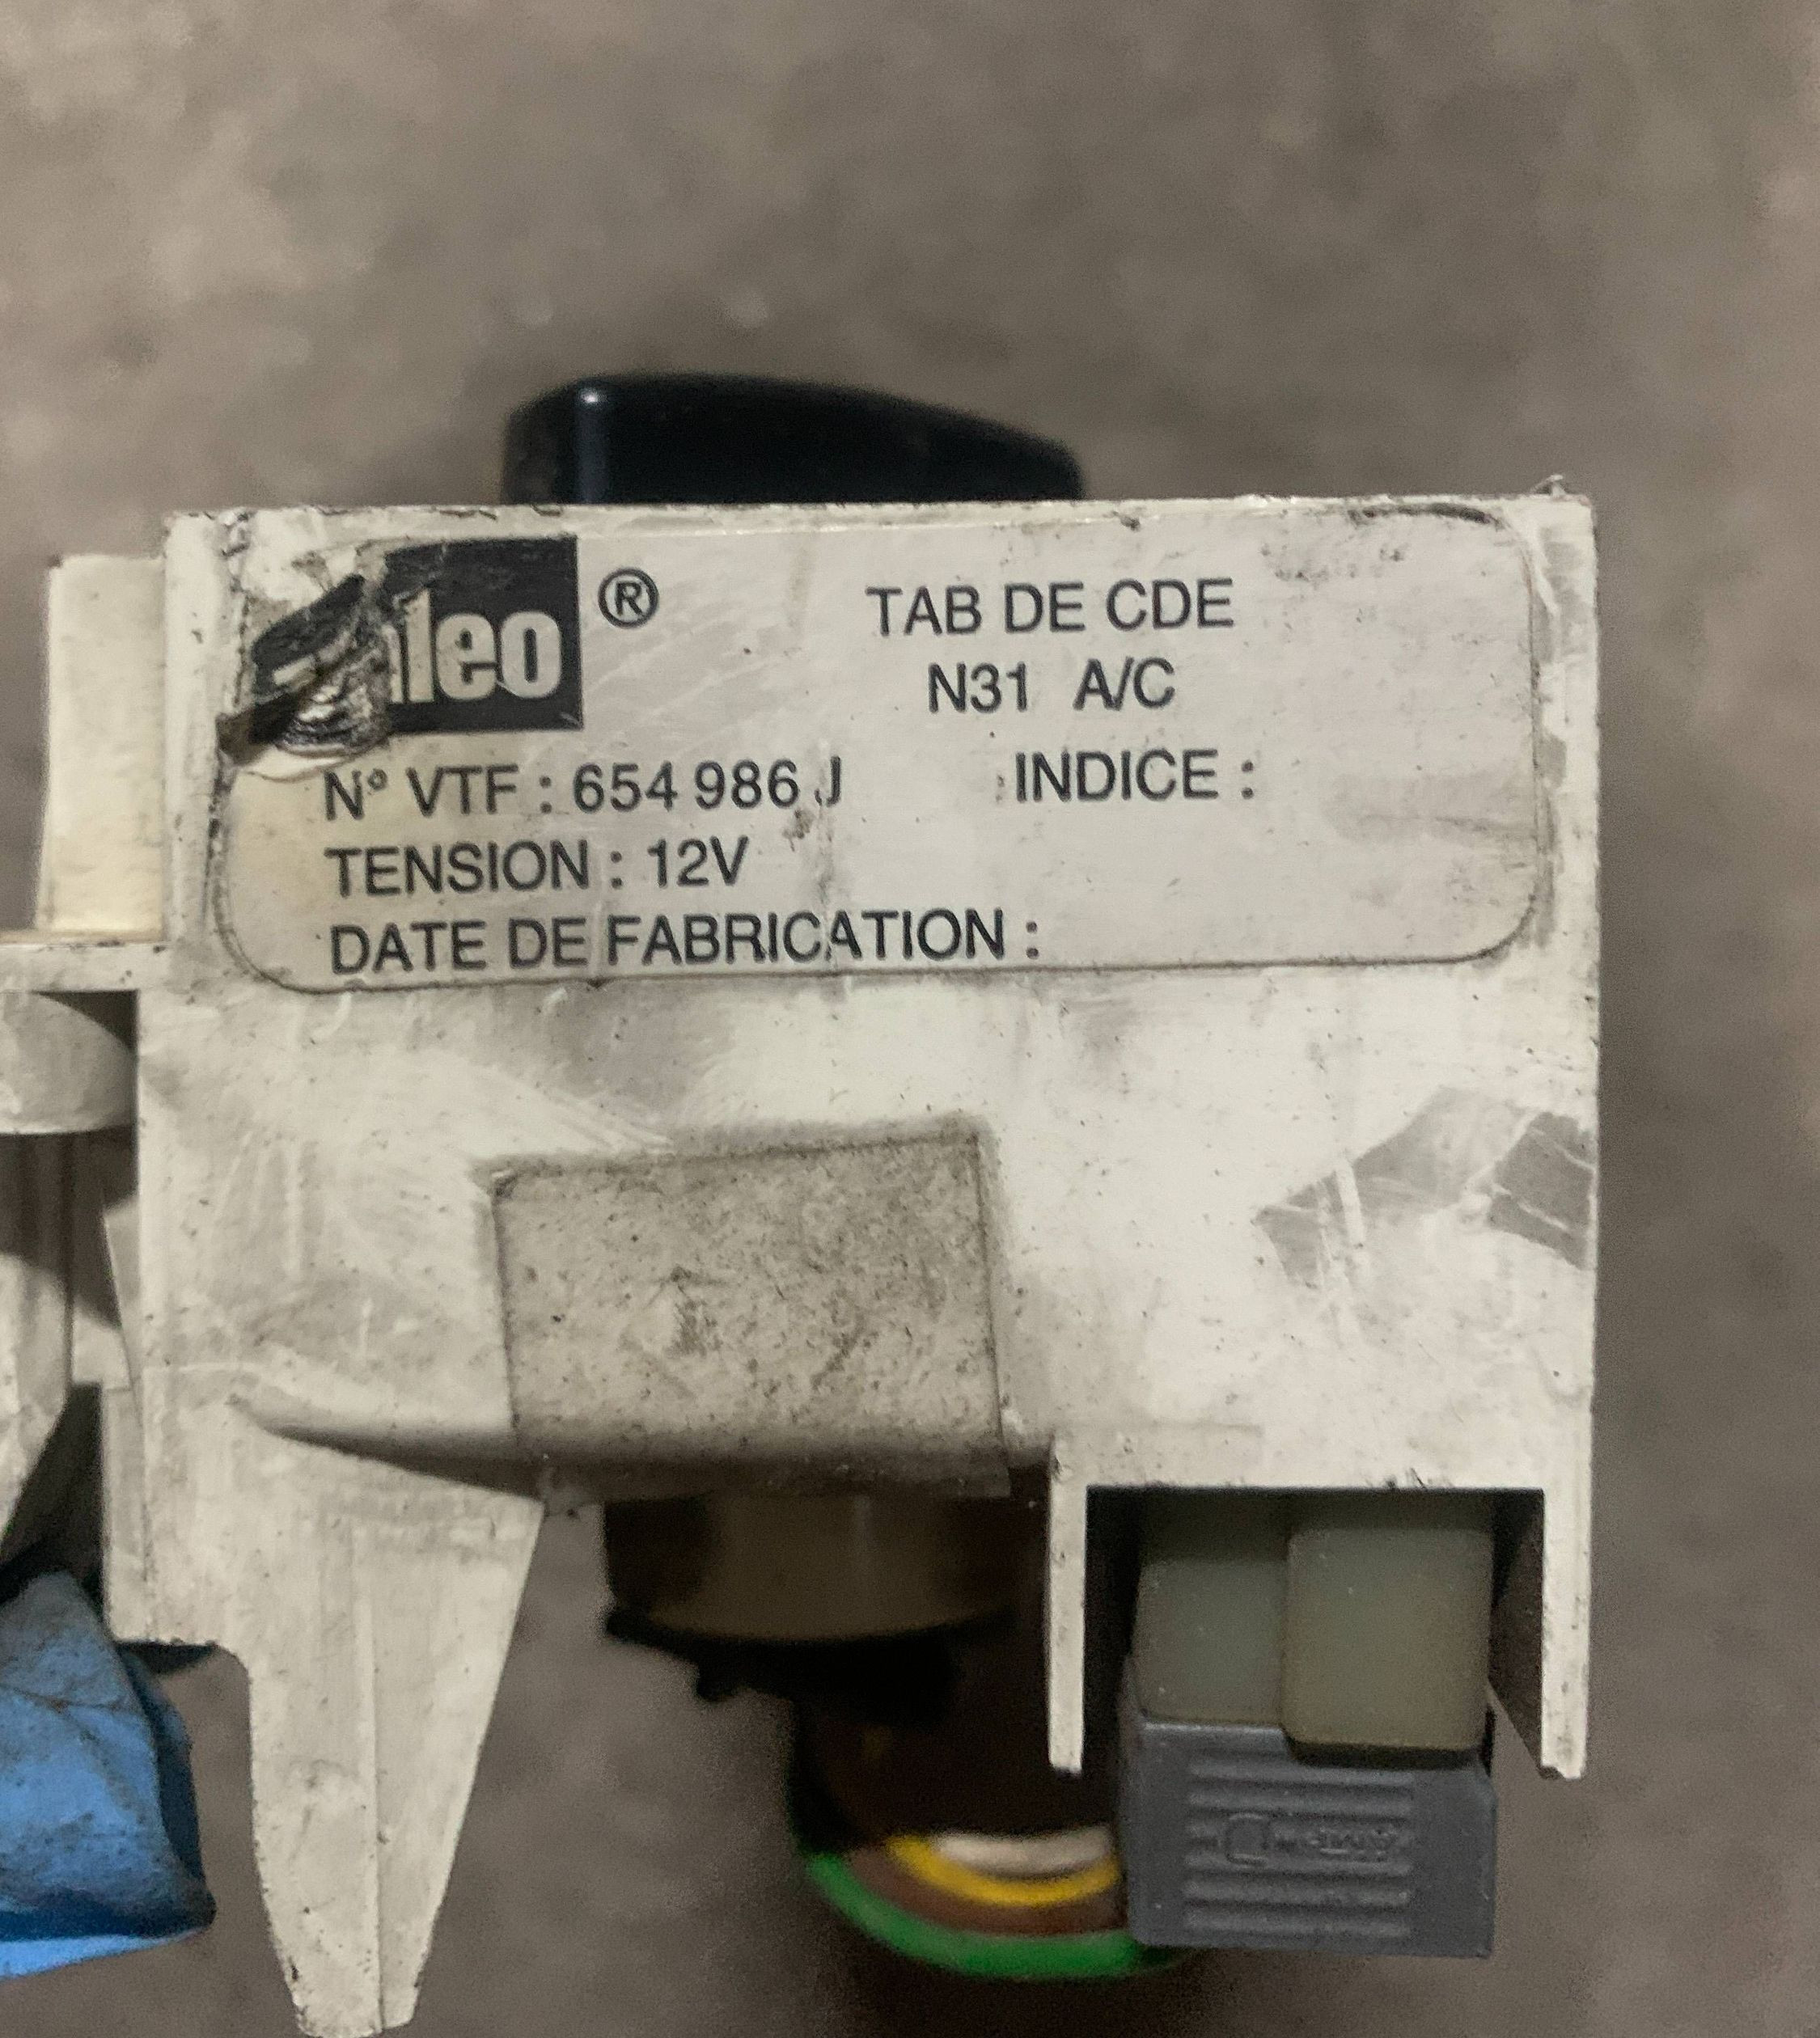 leo ®
TAB DE CDE
N31 A/C
N° VTF : 654 986 J INDICE :
TENSION : 12V
DATE DE FABRICATION :